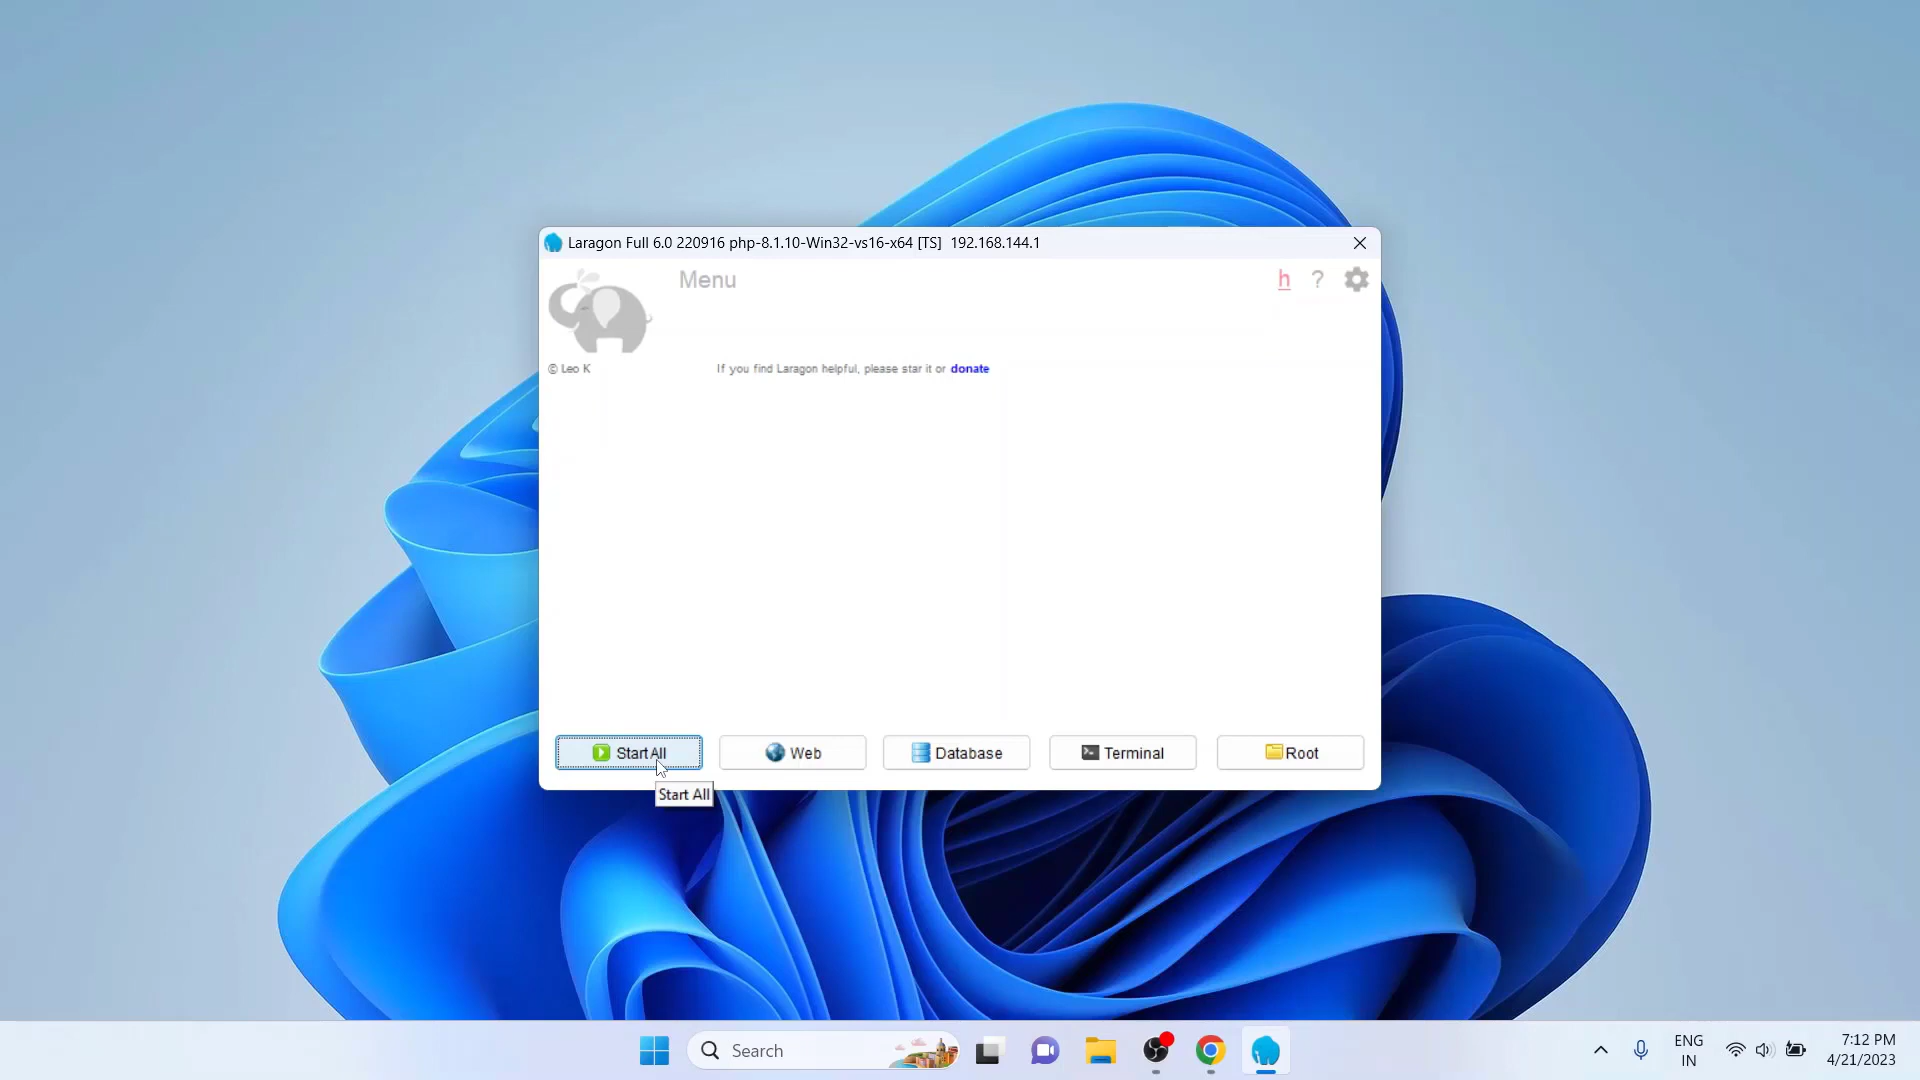 Laragon Full 6.0 220916 php-8.1.10-Win32-vs16-x64 [TS] 192.168.144.1
Menu
h ?
© Leo K
If you find Laragon helpful, please star it or donate
Start All
Web
Database
Terminal
Root
Start All
Search
ENG
IN
7:12 PM
4/21/2023